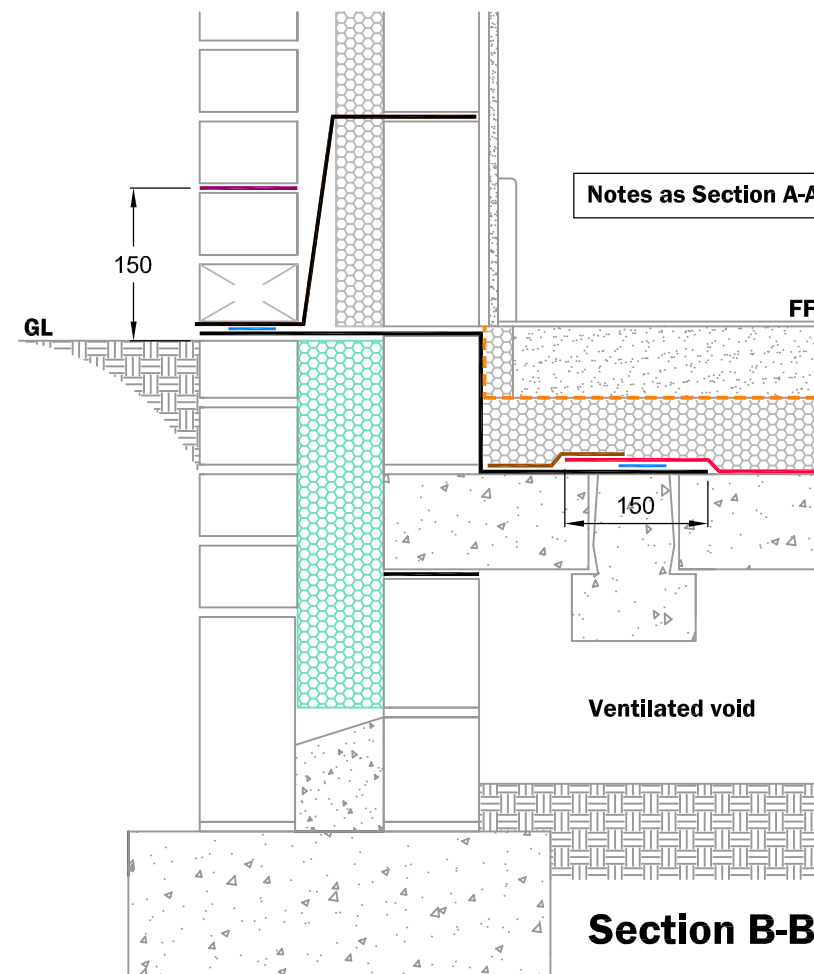 Notes as Section A-A
150
FF
GL
150
Ventilated void
Section B-B